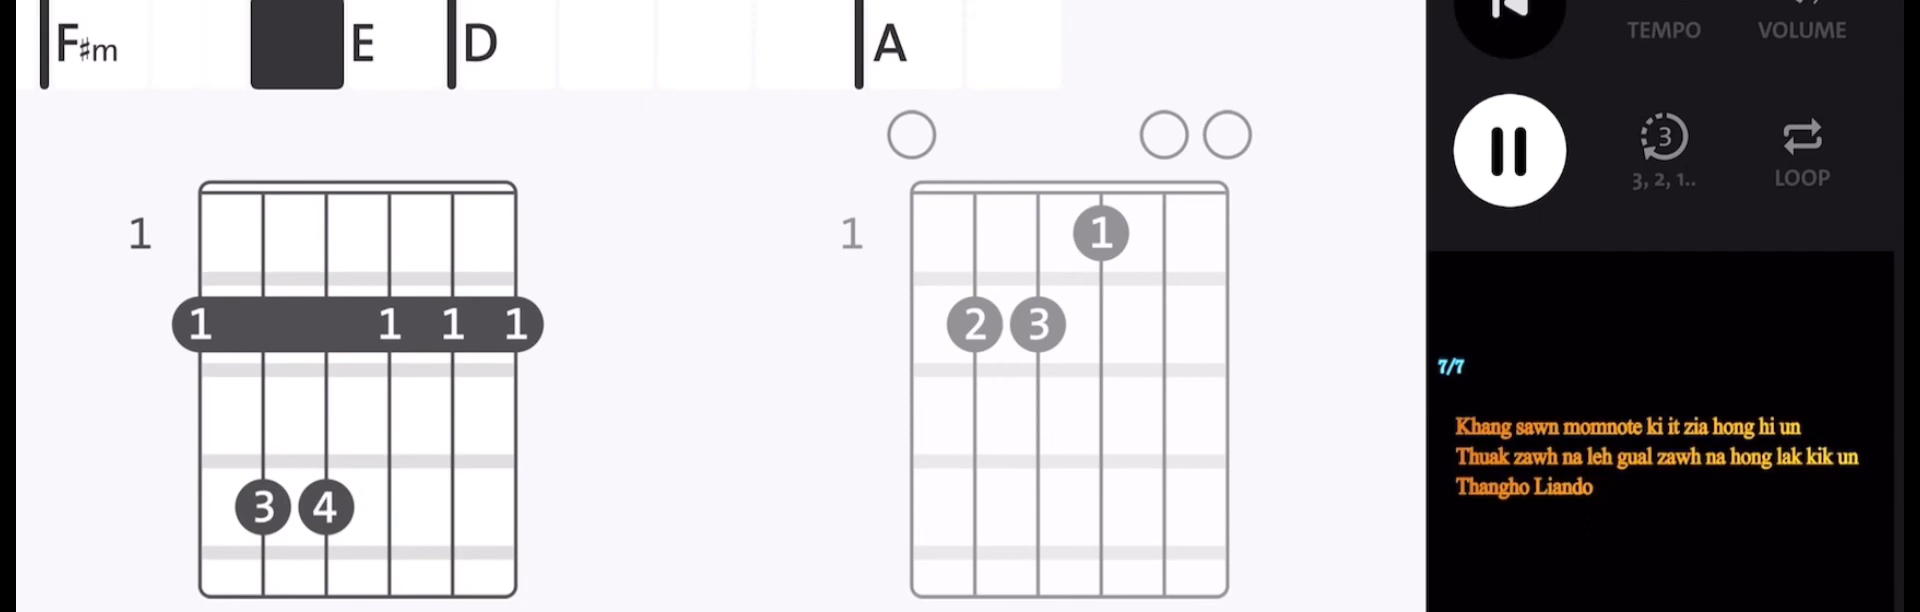 F♯m E D A
TEMPO VOLUME
1
1 1 1 1
3 4
1
1
2 3
3
3, 2, 1.. LOOP
7/7
Khang sawn momnote ki it zia hong hi un
Thuak zawh na leh gual zawh na hong lak kik un
Thangho Liando